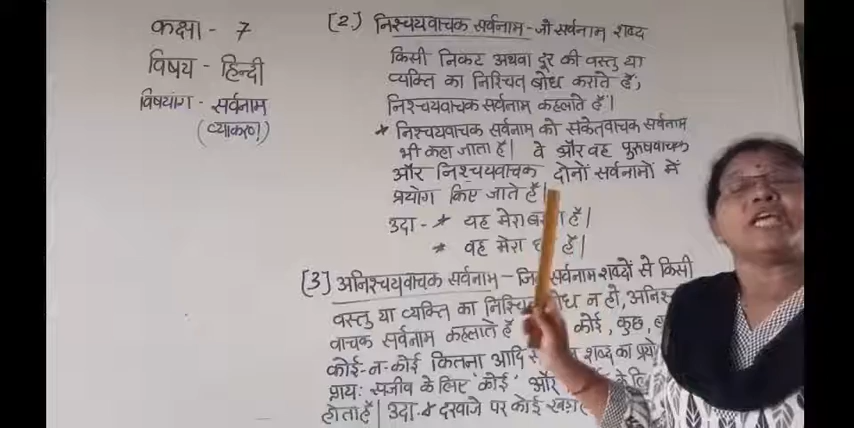 कक्षा - 7
विषय - हिन्दी
विषयांग - सर्वनाम
(व्याकरण)
[2.] निश्चयवाचक सर्वनाम - जो सर्वनाम शब्द
किसी निकट अथवा दूर की वस्तु या
व्यक्ति का निश्चित बोध कराते हैं,
निश्चयवाचक सर्वनाम कहलाते हैं।
* निश्चयवाचक सर्वनाम को संकेतवाचक सर्वनाम
भी कहा जाता है। वे और वह पुरुषवाचक
और निश्चयवाचक दोनों सर्वनामों में
प्रयोग किए जाते हैं।
उदा - * यह मेरा है।
* वह मेरा है।
[3] अनिश्चयवाचक सर्वनाम - सर्वनाम शब्दों से किसी
वस्तु या व्यक्ति का बोध न हो,
वाचक सर्वनाम कहलाते हैं कोई, कुछ,
कोई-न-कोई कितना आदि शब्द का
प्रायः सजीव के लिए 'कोई' और
होता है। उदा * दरवाजे पर कोई